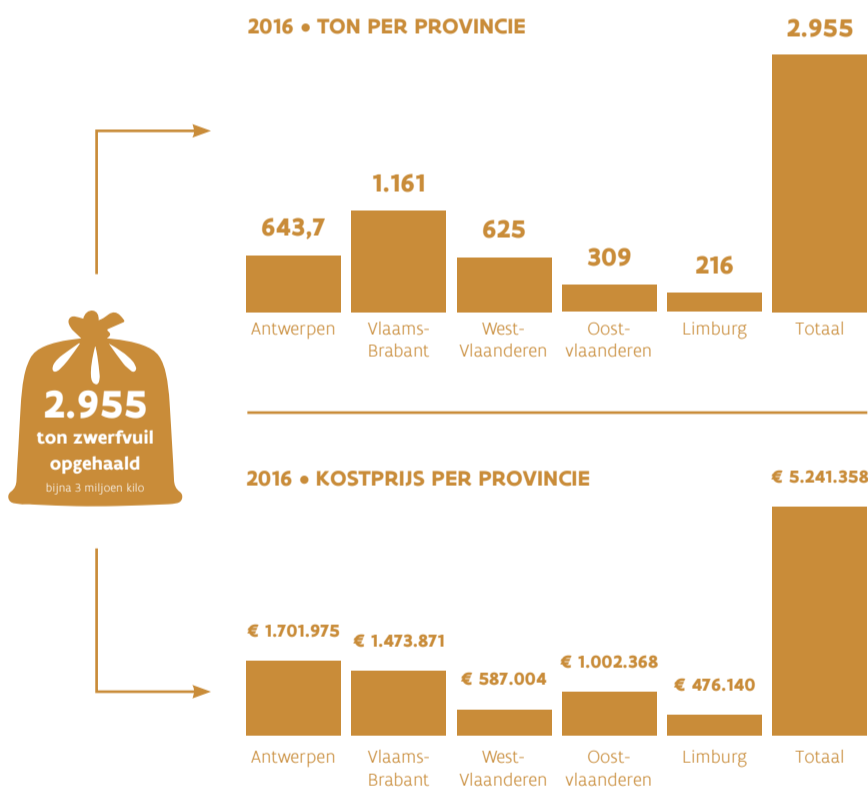 2016 • TON PER PROVINCIE
2.955
1.161
643,7
625
309
216
Antwerpen
Vlaams-
Brabant
West-
Vlaanderen
Oost-
vlaanderen
Limburg
Totaal
2.955
ton zwerfvuil
opgehaald
bijna 3 miljoen kilo
2016 • KOSTPRIJS PER PROVINCIE
€ 5.241.358
€ 1.701.975
€ 1.473.871
€ 587.004
€ 1.002.368
€ 476.140
Antwerpen
Vlaams-
Brabant
West-
Vlaanderen
Oost-
vlaanderen
Limburg
Totaal